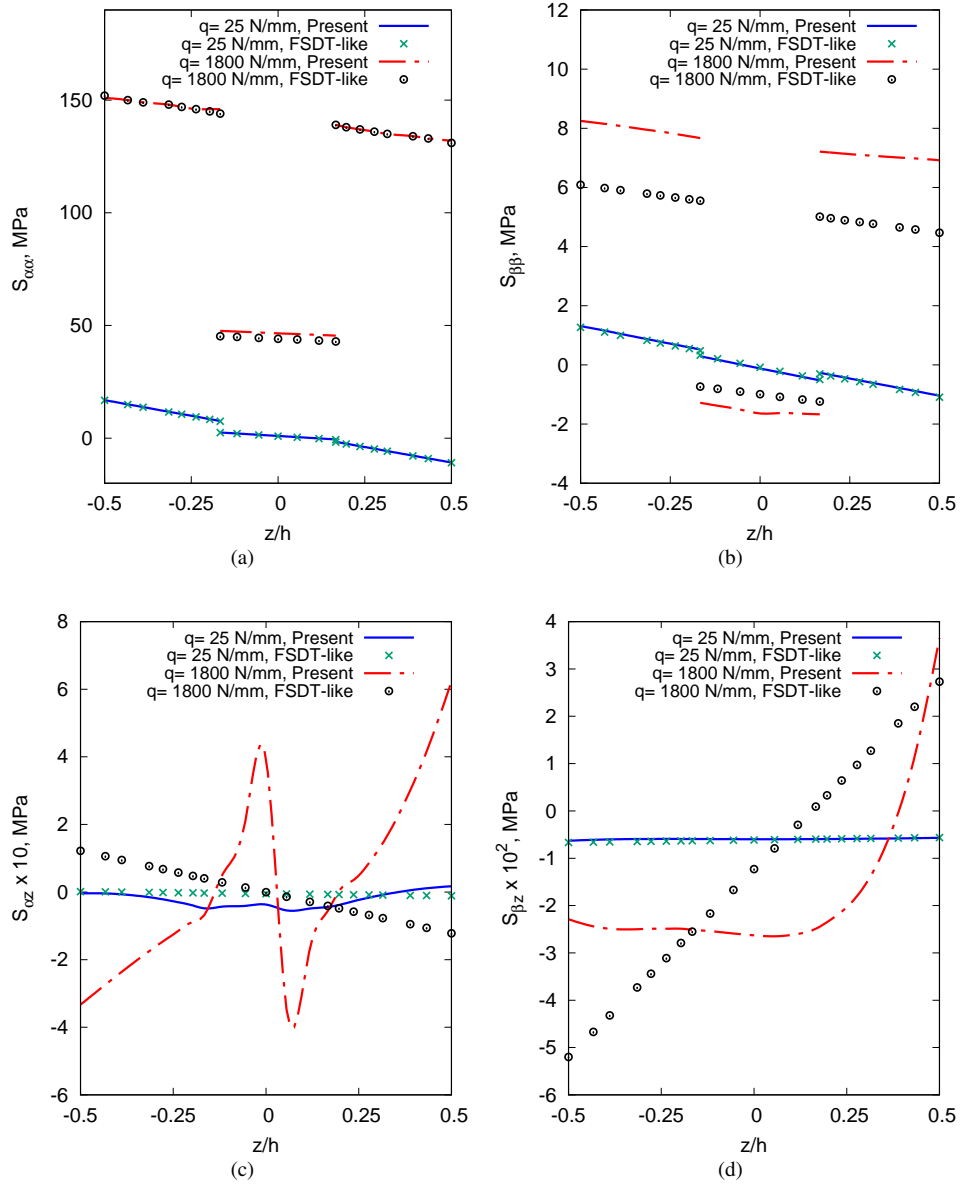 q= 25 N/mm, Present
q= 25 N/mm, FSDT-like
q= 1800 N/mm, Present
q= 1800 N/mm, FSDT-like
150
100
50
0
S_αα, MPa
-0.5
-0.25
0
0.25
0.5
z/h
(a)
q= 25 N/mm, Present
q= 25 N/mm, FSDT-like
q= 1800 N/mm, Present
q= 1800 N/mm, FSDT-like
12
10
8
6
4
2
0
-2
-4
S_ββ, MPa
-0.5
-0.25
0
0.25
0.5
z/h
(b)
q= 25 N/mm, Present
q= 25 N/mm, FSDT-like
q= 1800 N/mm, Present
q= 1800 N/mm, FSDT-like
8
6
4
2
0
-2
-4
-6
S_αz x 10, MPa
-0.5
-0.25
0
0.25
0.5
z/h
(c)
q= 25 N/mm, Present
q= 25 N/mm, FSDT-like
q= 1800 N/mm, Present
q= 1800 N/mm, FSDT-like
4
3
2
1
0
-1
-2
-3
-4
-5
-6
S_βz x 10², MPa
-0.5
-0.25
0
0.25
0.5
z/h
(d)